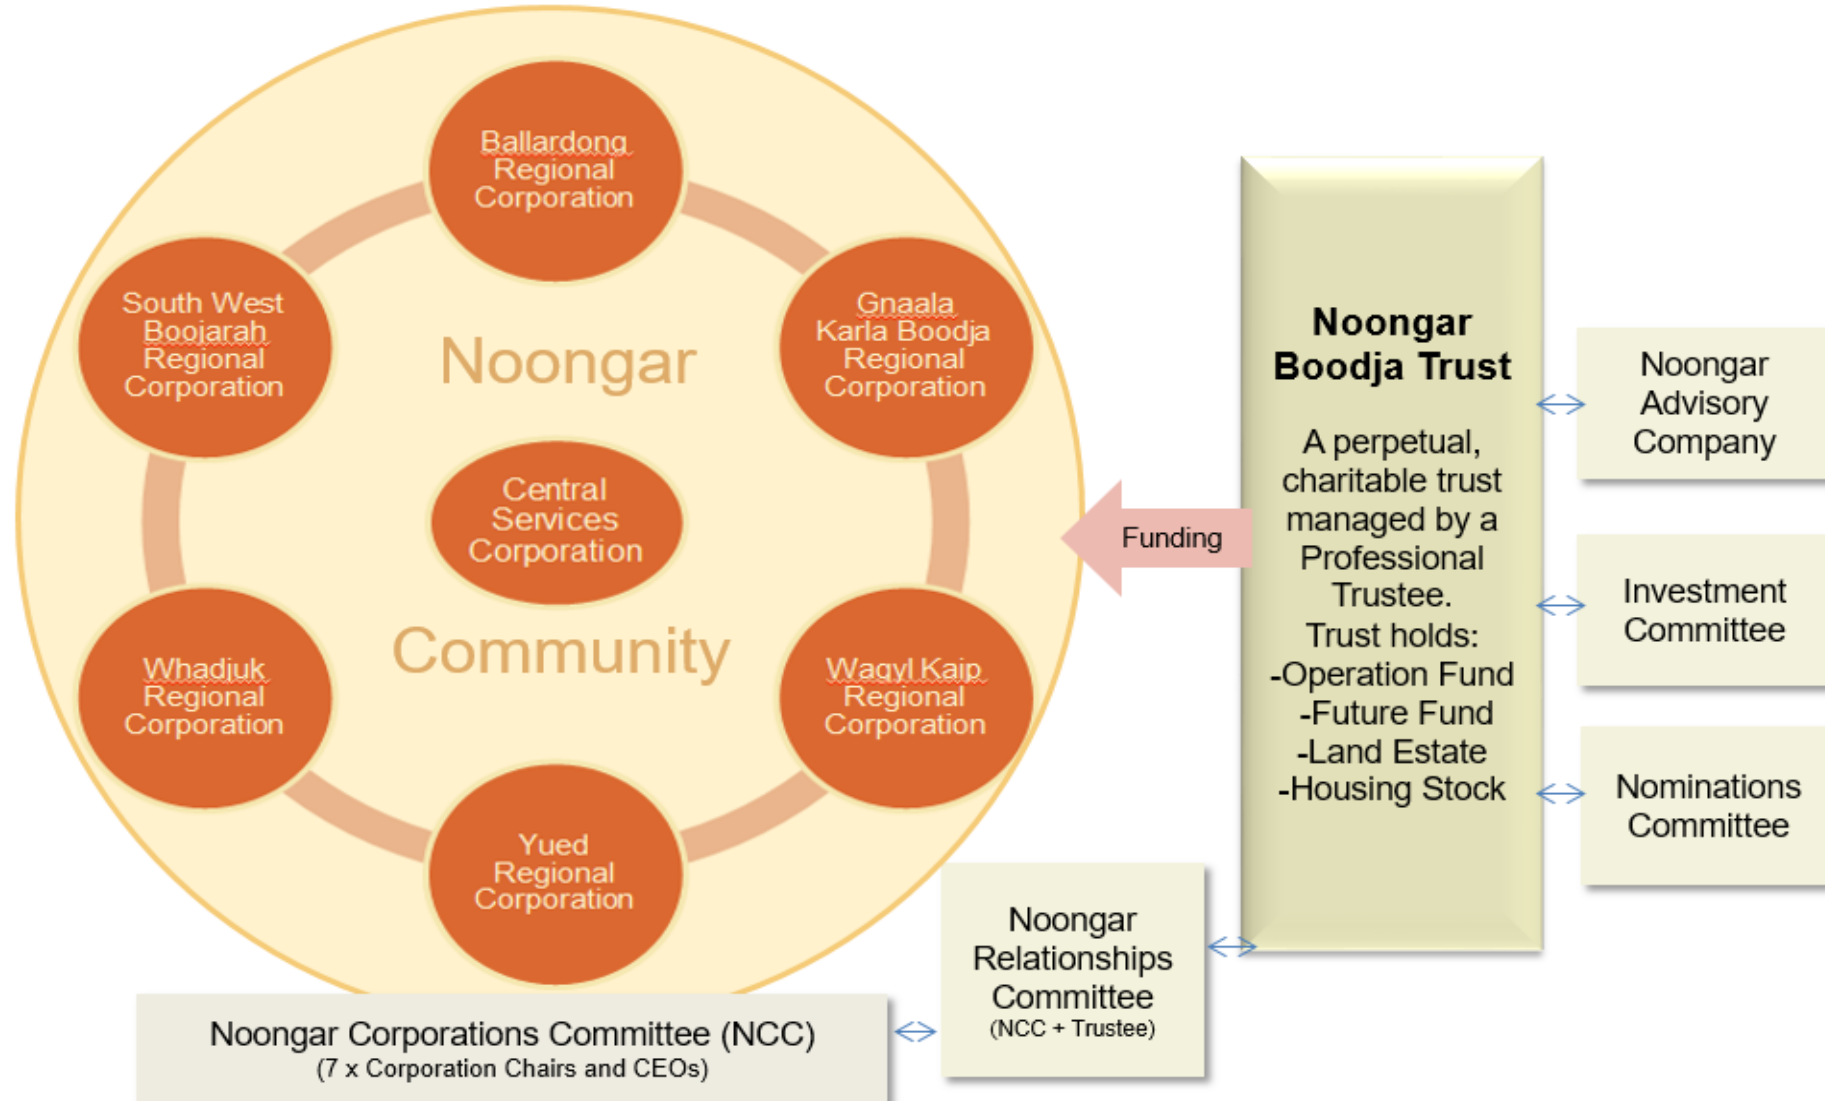 Ballardong
Regional
Corporation
South West
Boojarah
Regional
Corporation
Gnaala
Karla Boodja
Regional
Corporation
Noongar
Central
Services
Corporation
Community
Whadjuk
Regional
Corporation
Wagyl Kaip
Regional
Corporation
Yued
Regional
Corporation
Funding
Noongar
Boodja Trust
A perpetual,
charitable trust
managed by a
Professional
Trustee.
Trust holds:
-Operation Fund
-Future Fund
-Land Estate
-Housing Stock
Noongar
Advisory
Company
Investment
Committee
Nominations
Committee
Noongar
Relationships
Committee
(NCC + Trustee)
Noongar Corporations Committee (NCC)
(7 x Corporation Chairs and CEOs)